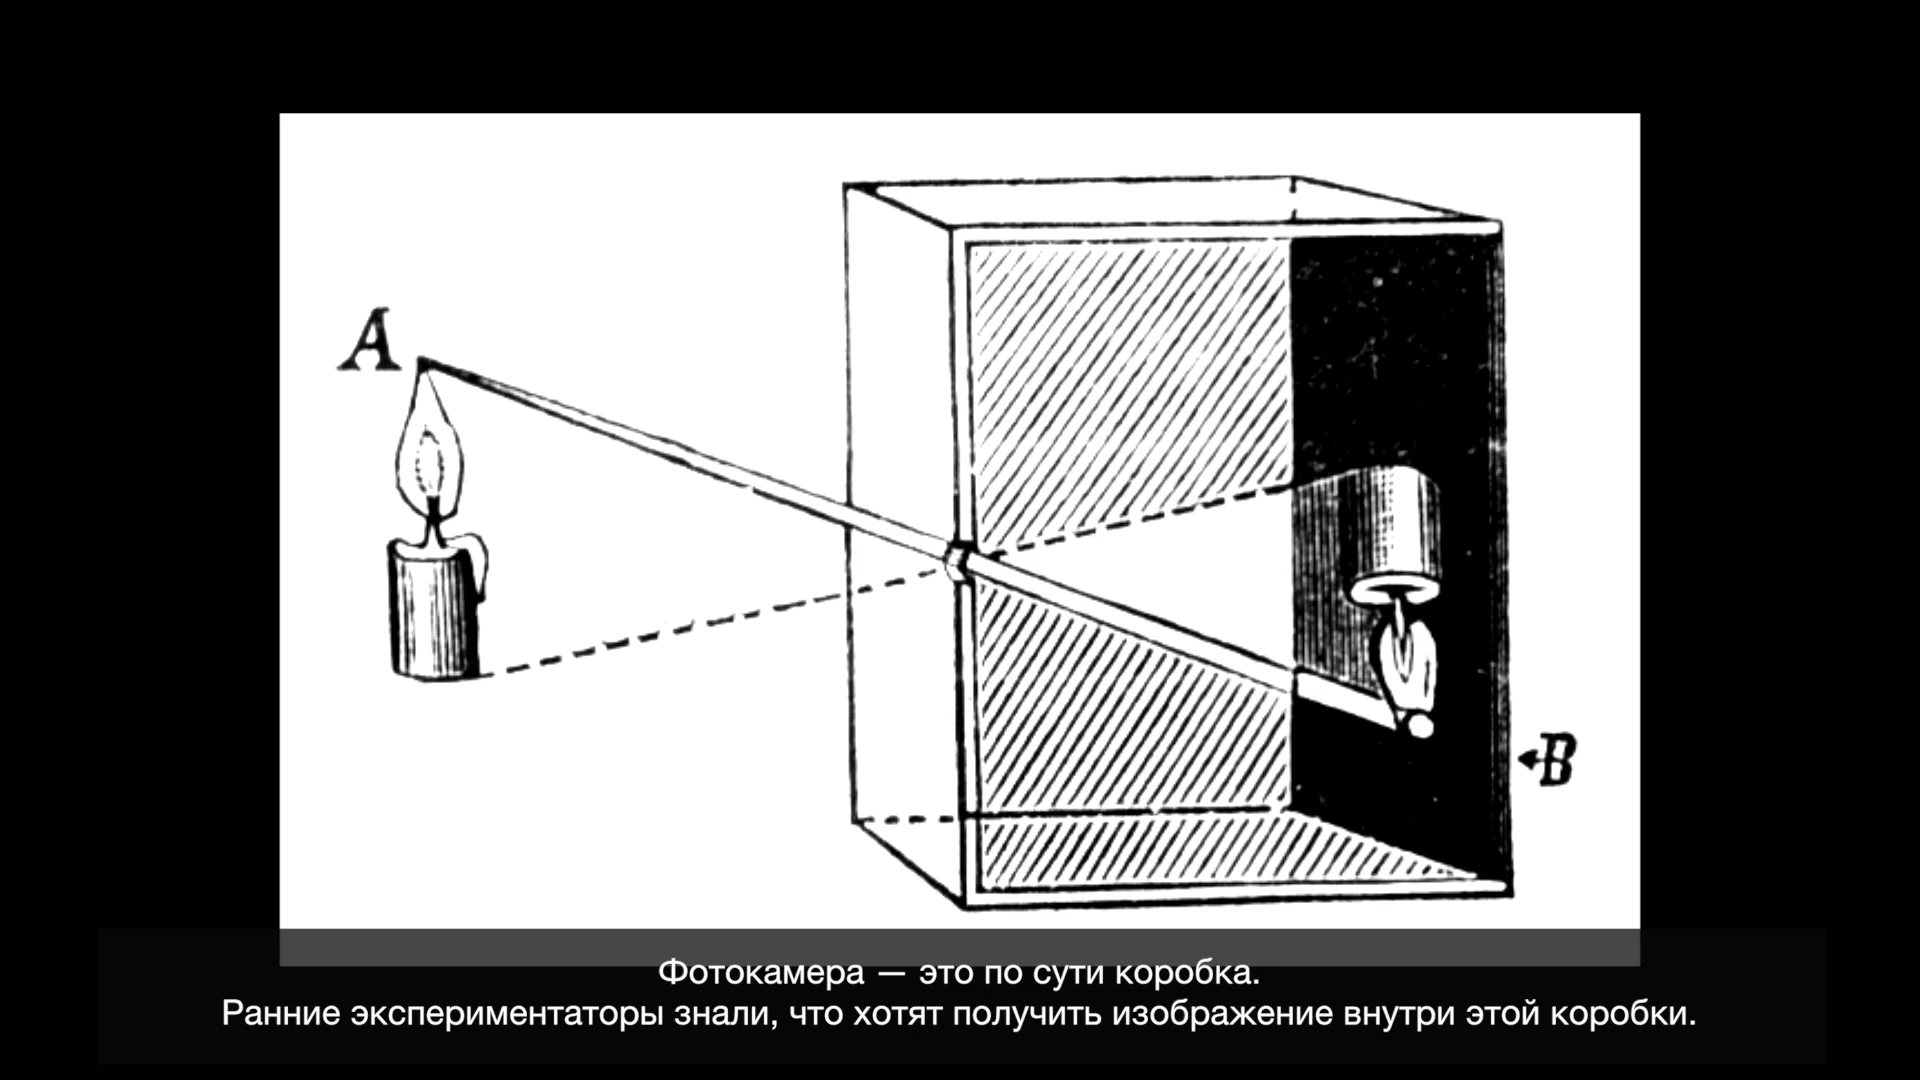 A
B
Фотокамера — это по сути коробка.
Ранние экспериментаторы знали, что хотят получить изображение внутри этой коробки.